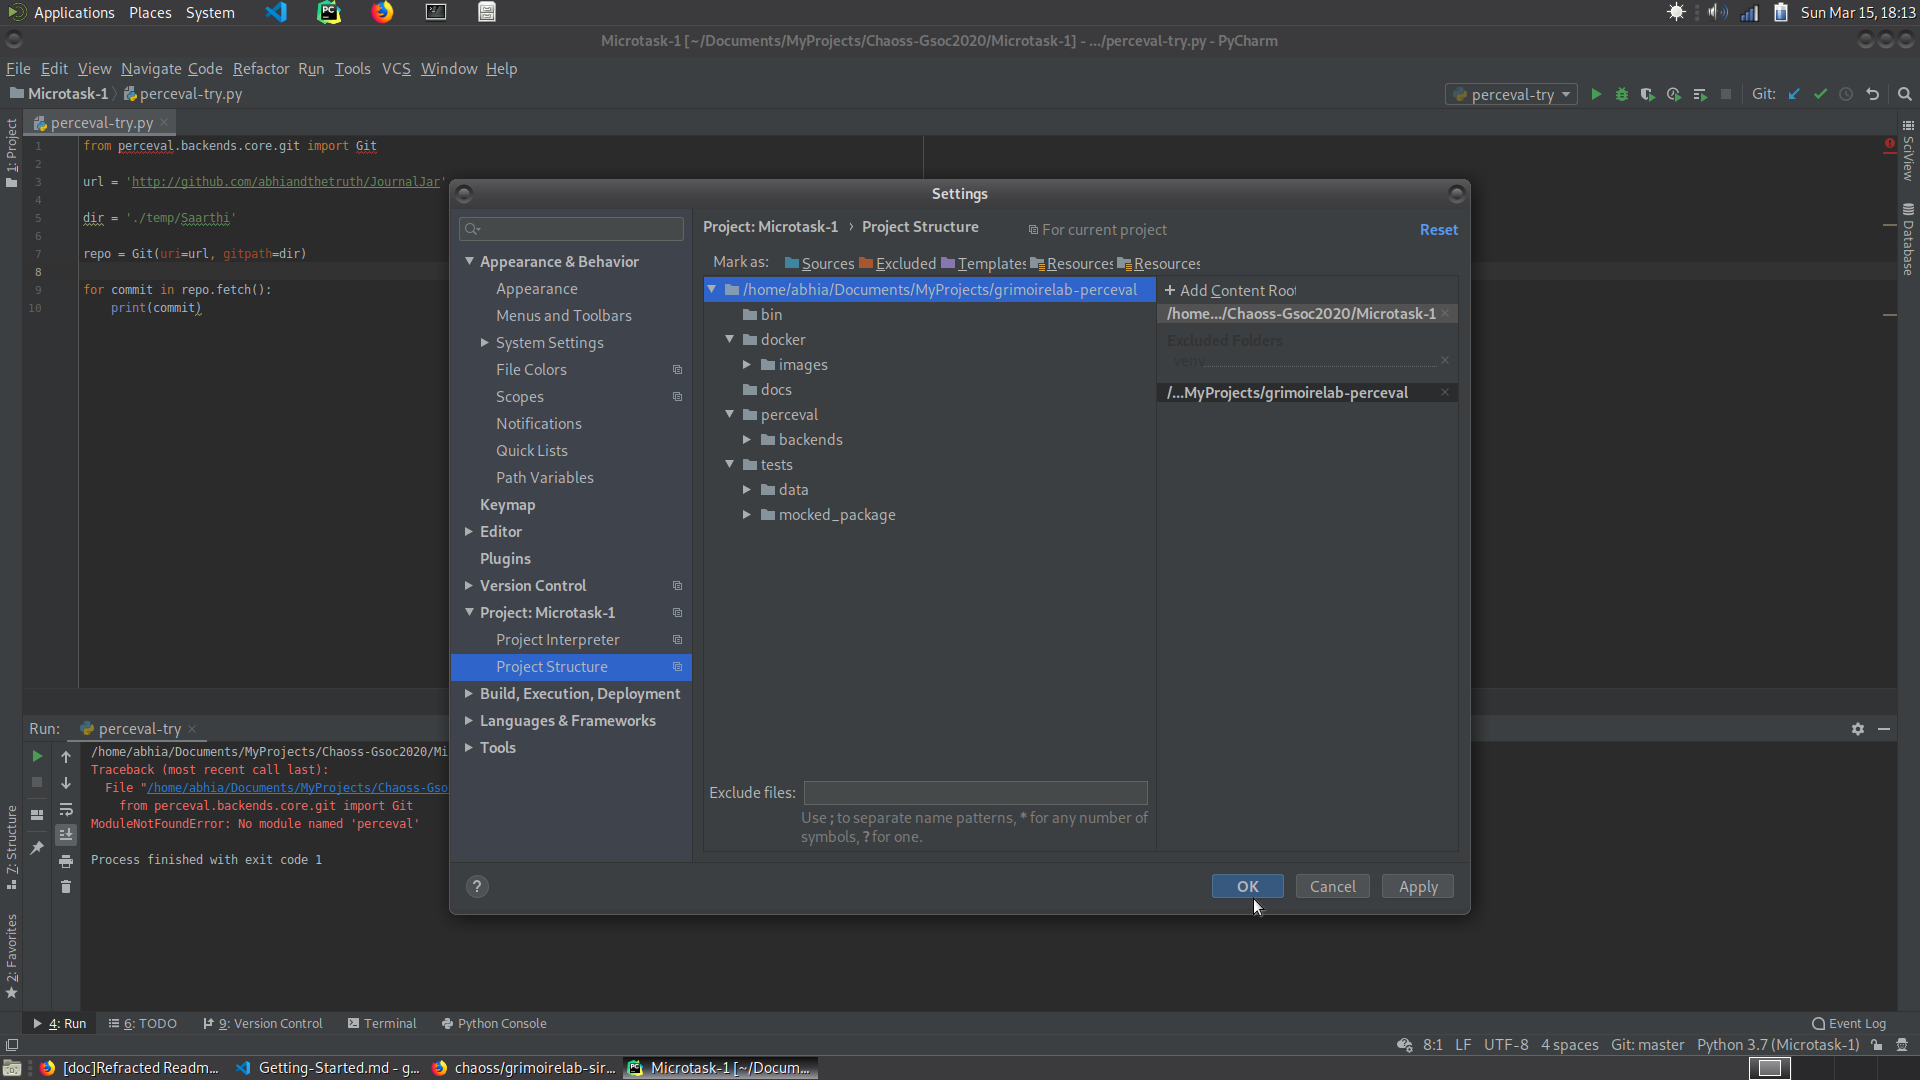 Applications Places System
Sun Mar 15, 18:13
Microtask-1 [~/Documents/MyProjects/Chaoss-Gsoc2020/Microtask-1] - .../perceval-try.py - PyCharm
File Edit View Navigate Code Refactor Run Tools VCS Window Help
Microtask-1 perceval-try.py
perceval-try
Git:
1: Project
perceval-try.py
1 from perceval.backends.core.git import Git
2
3 url = 'http://github.com/abhiandthetruth/JournalJar'
4
5 dir = './temp/Saarthi'
6
7 repo = Git(uri=url, gitpath=dir)
8
9 for commit in repo.fetch():
10 print(commit)
SciView
Database
Settings
Appearance & Behavior
Appearance
Menus and Toolbars
System Settings
File Colors
Scopes
Notifications
Quick Lists
Path Variables
Keymap
Editor
Plugins
Version Control
Project: Microtask-1
Project Interpreter
Project Structure
Build, Execution, Deployment
Languages & Frameworks
Tools
Project: Microtask-1 › Project Structure
For current project
Reset
Mark as: Sources Excluded Templates Resources Resources
/home/abhia/Documents/MyProjects/grimoirelab-perceval
bin
docker
images
docs
perceval
backends
tests
data
mocked_package
+ Add Content Root
/home.../Chaoss-Gsoc2020/Microtask-1
Excluded Folders
venv
/...MyProjects/grimoirelab-perceval
Exclude files:
Use ; to separate name patterns, * for any number of
symbols, ? for one.
?
OK Cancel Apply
Run: perceval-try
/home/abhia/Documents/MyProjects/Chaoss-Gsoc2020/Mi
Traceback (most recent call last):
File "/home/abhia/Documents/MyProjects/Chaoss-Gso
from perceval.backends.core.git import Git
ModuleNotFoundError: No module named 'perceval'
Process finished with exit code 1
Z: Structure
2: Favorites
4: Run 6: TODO 9: Version Control Terminal Python Console
Event Log
8:1 LF UTF-8 4 spaces Git: master Python 3.7 (Microtask-1)
[doc]Refracted Readm... Getting-Started.md - g... chaoss/grimoirelab-sir... Microtask-1 [~/Docum...